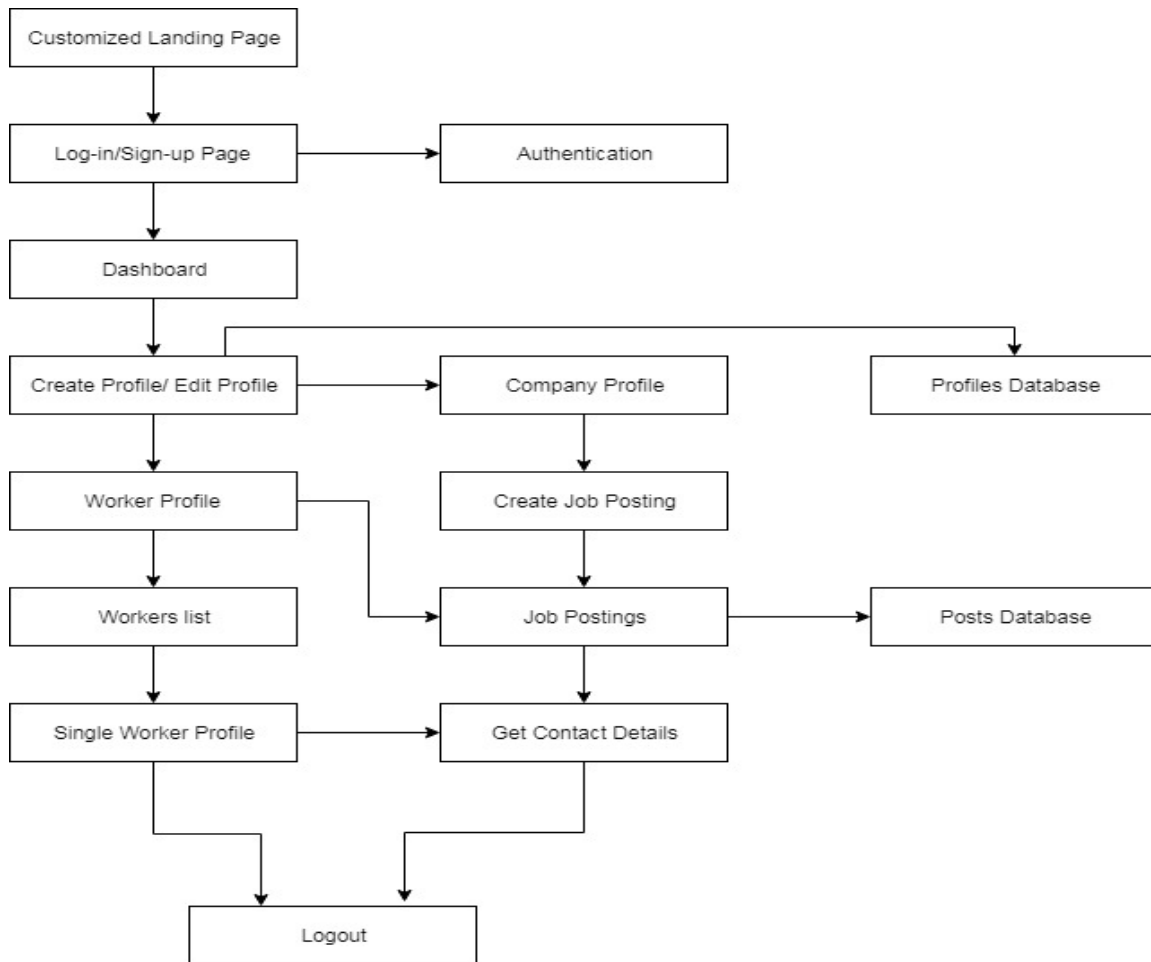 Customized Landing Page
Log-in/Sign-up Page
Authentication
Dashboard
Create Profile/ Edit Profile
Company Profile
Profiles Database
Worker Profile
Create Job Posting
Workers list
Job Postings
Posts Database
Single Worker Profile
Get Contact Details
Logout